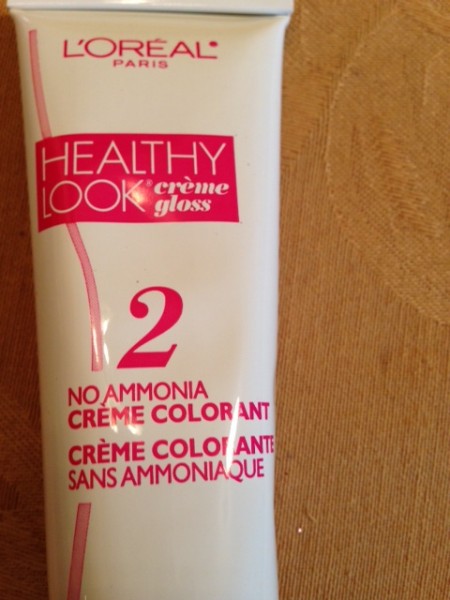 L'ORÉAL®
PARIS
HEALTHY
LOOK® crème
gloss
2
NO AMMONIA
CRÈME COLORANT
CRÈME COLORANTE
SANS AMMONIAQUE